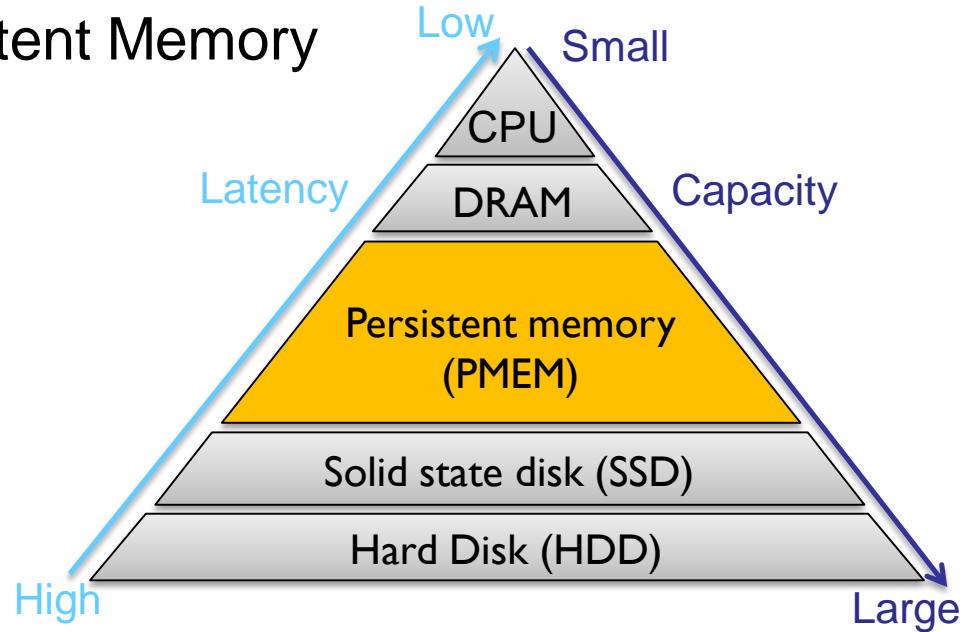 tent Memory
Low
Small
CPU
Latency
DRAM
Capacity
Persistent memory
(PMEM)
Solid state disk (SSD)
Hard Disk (HDD)
High
Large